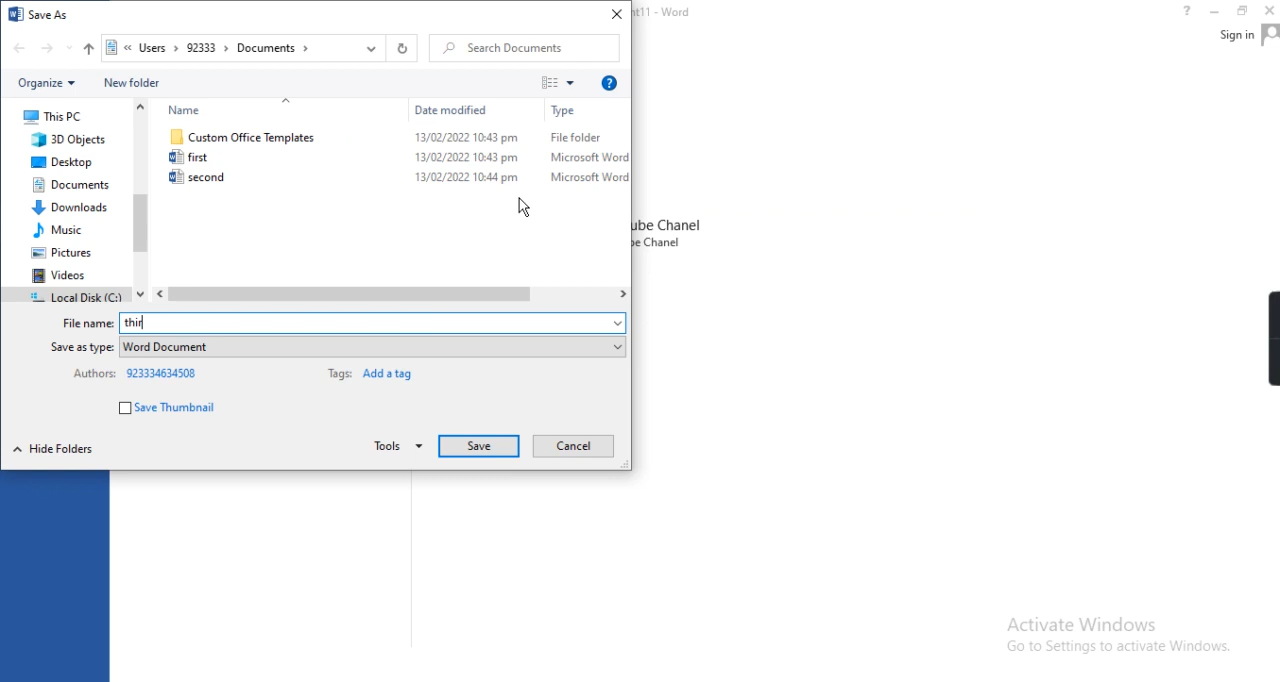 Save As
nt11 - Word
?
Sign in
« Users › 92333 › Documents ›
Search Documents
Organize
New folder
?
Name
Date modified
Type
This PC
3D Objects
Desktop
Documents
Downloads
Music
Pictures
Videos
Local Disk (C:)
Custom Office Templates
13/02/2022 10:43 pm
File folder
first
13/02/2022 10:43 pm
Microsoft Word
second
13/02/2022 10:44 pm
Microsoft Word
ube Chanel
be Chanel
File name: thir
Save as type: Word Document
Authors: 923334634508
Tags: Add a tag
Save Thumbnail
Hide Folders
Tools
Save
Cancel
Activate Windows
Go to Settings to activate Windows.